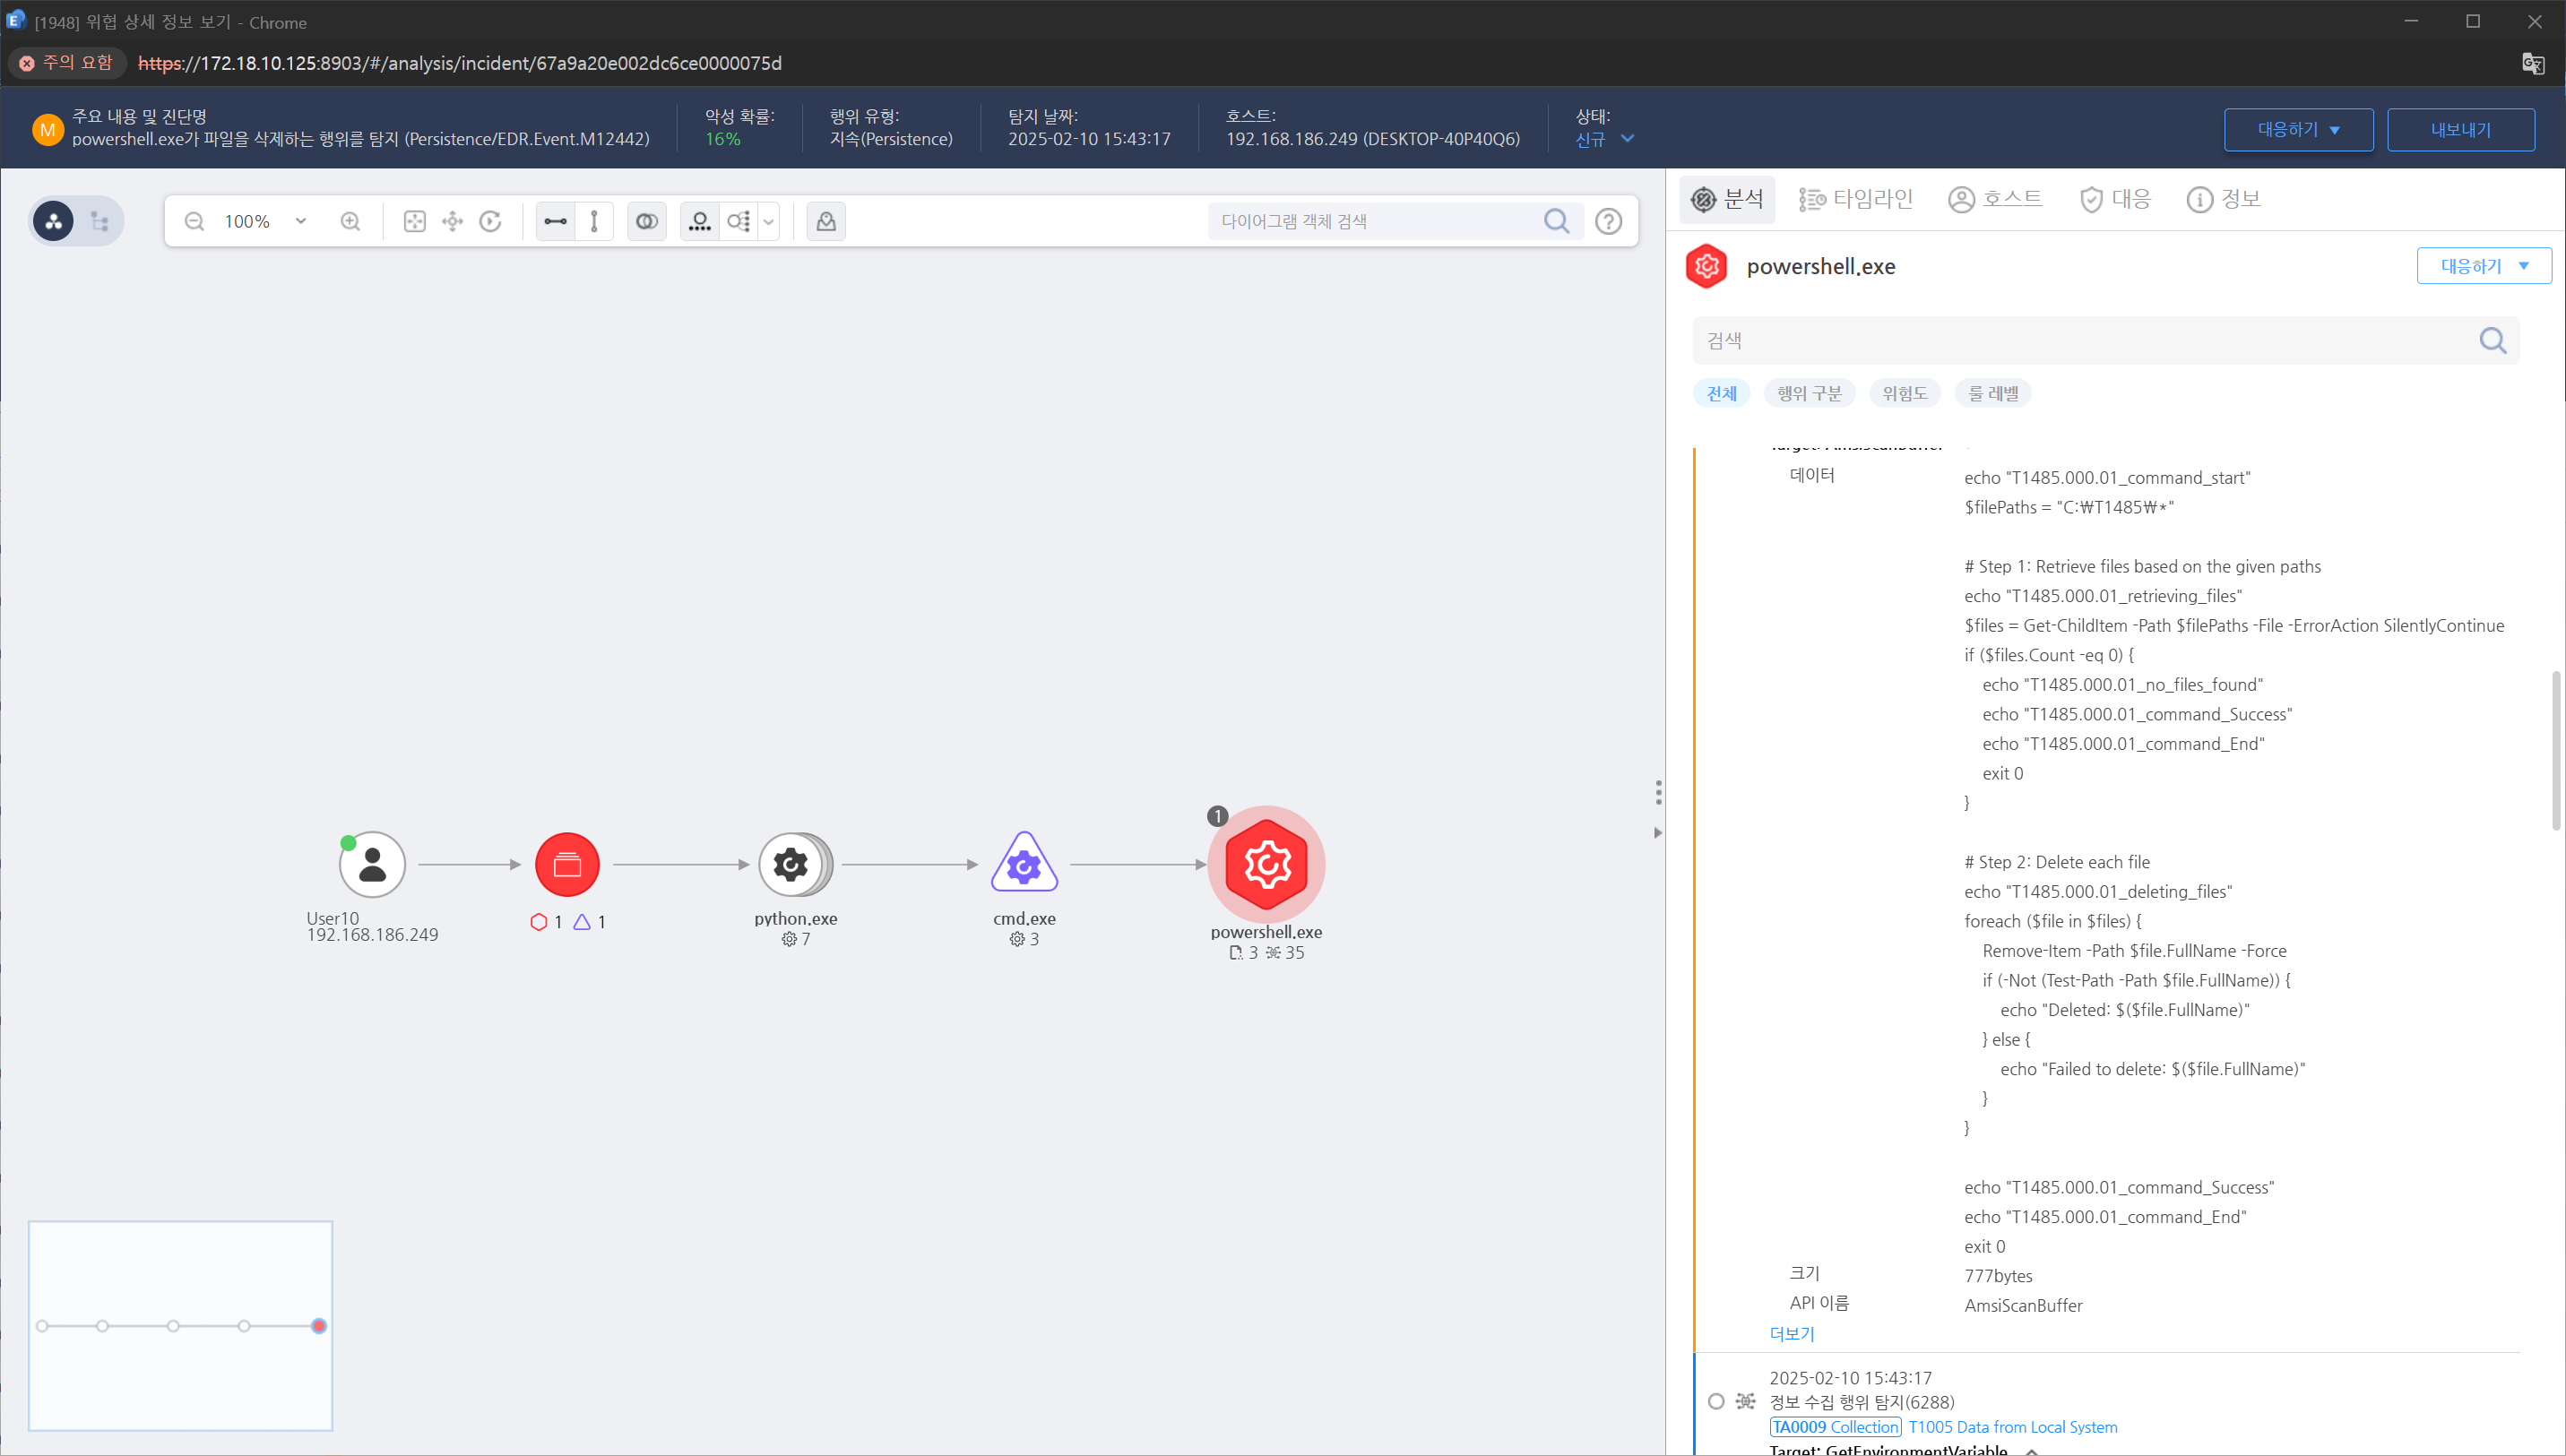 [1948] 위협 상세 정보 보기 - Chrome
주의 요함 https://172.18.10.125:8903/#/analysis/incident/67a9a20e002dc6ce0000075d
M
주요 내용 및 진단명
powershell.exe가 파일을 삭제하는 행위를 탐지 (Persistence/EDR.Event.M12442)
악성 확률:
16%
행위 유형:
지속(Persistence)
탐지 날짜:
2025-02-10 15:43:17
호스트:
192.168.186.249 (DESKTOP-40P40Q6)
상태:
신규
대응하기
내보내기
100%
다이어그램 객체 검색
User10
192.168.186.249
1 1
python.exe
7
cmd.exe
3
1
powershell.exe
3 35
분석 타임라인 호스트 대응 정보
powershell.exe
대응하기
검색
전체 행위 구분 위험도 룰 레벨
Target: AmsiScanBuffer
데이터
echo "T1485.000.01_command_start"
$filePaths = "C:₩T1485₩*"
# Step 1: Retrieve files based on the given paths
echo "T1485.000.01_retrieving_files"
$files = Get-ChildItem -Path $filePaths -File -ErrorAction SilentlyContinue
if ($files.Count -eq 0) {
echo "T1485.000.01_no_files_found"
echo "T1485.000.01_command_Success"
echo "T1485.000.01_command_End"
exit 0
}
# Step 2: Delete each file
echo "T1485.000.01_deleting_files"
foreach ($file in $files) {
Remove-Item -Path $file.FullName -Force
if (-Not (Test-Path -Path $file.FullName)) {
echo "Deleted: $($file.FullName)"
} else {
echo "Failed to delete: $($file.FullName)"
}
}
echo "T1485.000.01_command_Success"
echo "T1485.000.01_command_End"
exit 0
크기 777bytes
API 이름 AmsiScanBuffer
더보기
2025-02-10 15:43:17
정보 수집 행위 탐지(6288)
TA0009 Collection T1005 Data from Local System
Target: GetEnvironmentVariable